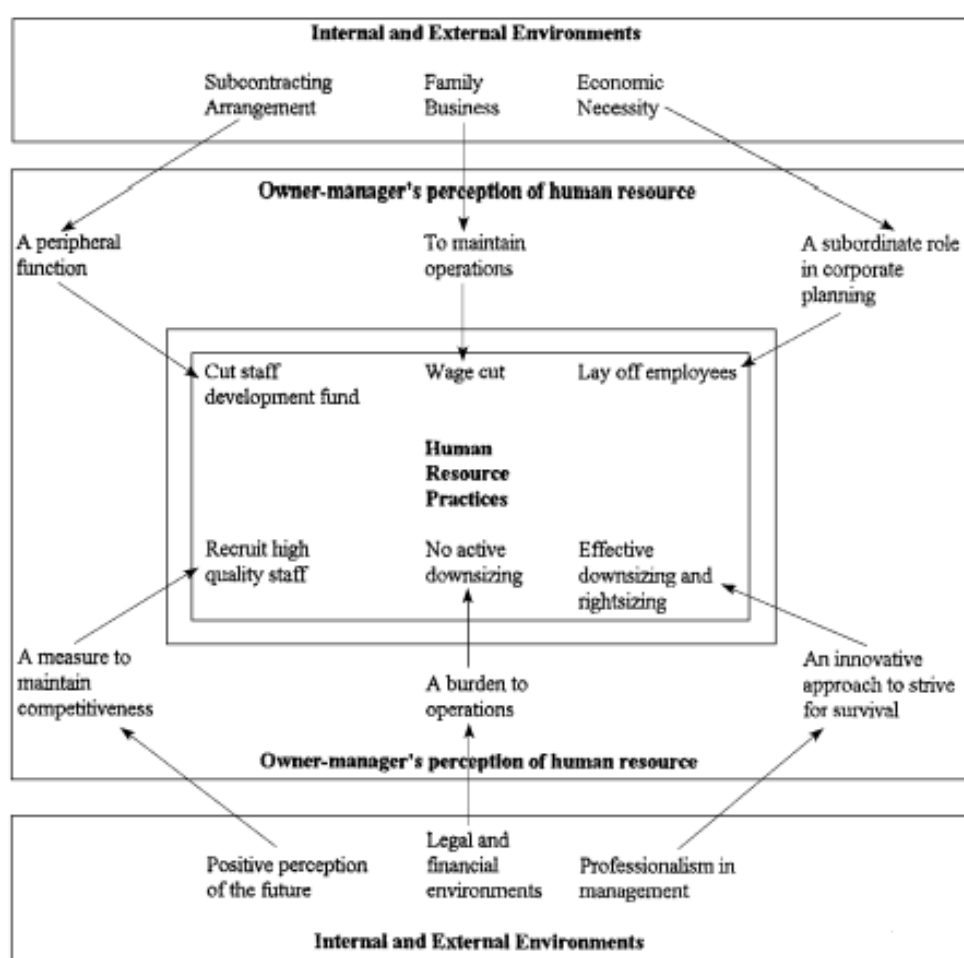 Internal and External Environments
Subcontracting
Arrangement
Family
Business
Economic
Necessity
Owner-manager's perception of human resource
A peripheral
function
To maintain
operations
A subordinate role
in corporate
planning
Cut staff
development fund
Wage cut
Lay off employees
Human
Resource
Practices
Recruit high
quality staff
No active
downsizing
Effective
downsizing and
rightsizing
A measure to
maintain
competitiveness
A burden to
operations
An innovative
approach to strive
for survival
Owner-manager's perception of human resource
Positive perception
of the future
Legal and
financial
environments
Professionalism in
management
Internal and External Environments